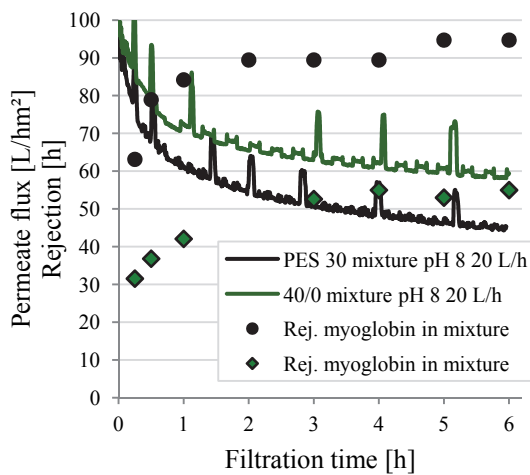 Permeate flux [L/hm²]
Rejection [h]
100
90
80
70
60
50
40
30
20
10
0
PES 30 mixture pH 8 20 L/h
40/0 mixture pH 8 20 L/h
Rej. myoglobin in mixture
Rej. myoglobin in mixture
0 1 2 3 4 5 6
Filtration time [h]